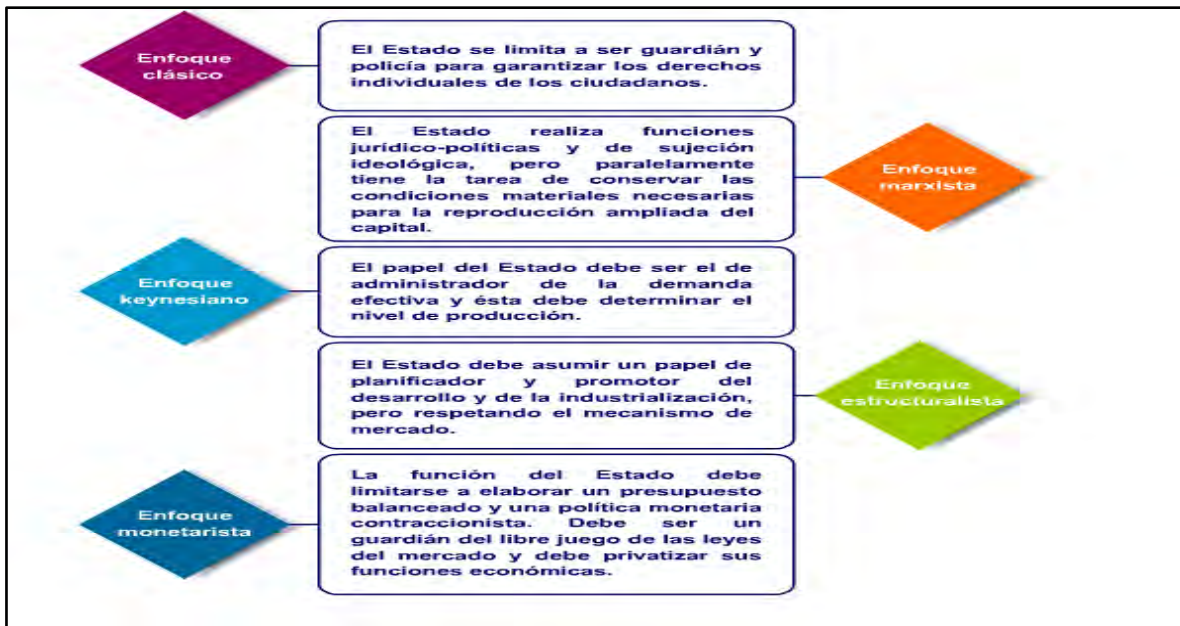 Enfoque
clásico
El Estado se limita a ser guardián y
policía para garantizar los derechos
individuales de los ciudadanos.
El Estado realiza funciones
jurídico-políticas y de sujeción
ideológica, pero paralelamente
tiene la tarea de conservar las
condiciones materiales necesarias
para la reproducción ampliada del
capital.
Enfoque
marxista
Enfoque
keynesiano
El papel del Estado debe ser el de
administrador de la demanda
efectiva y ésta debe determinar el
nivel de producción.
El Estado debe asumir un papel de
planificador y promotor del
desarrollo y de la industrialización,
pero respetando el mecanismo de
mercado.
Enfoque
estructuralista
Enfoque
monetarista
La función del Estado debe
limitarse a elaborar un presupuesto
balanceado y una política monetaria
contraccionista. Debe ser un
guardián del libre juego de las leyes
del mercado y debe privatizar sus
funciones económicas.